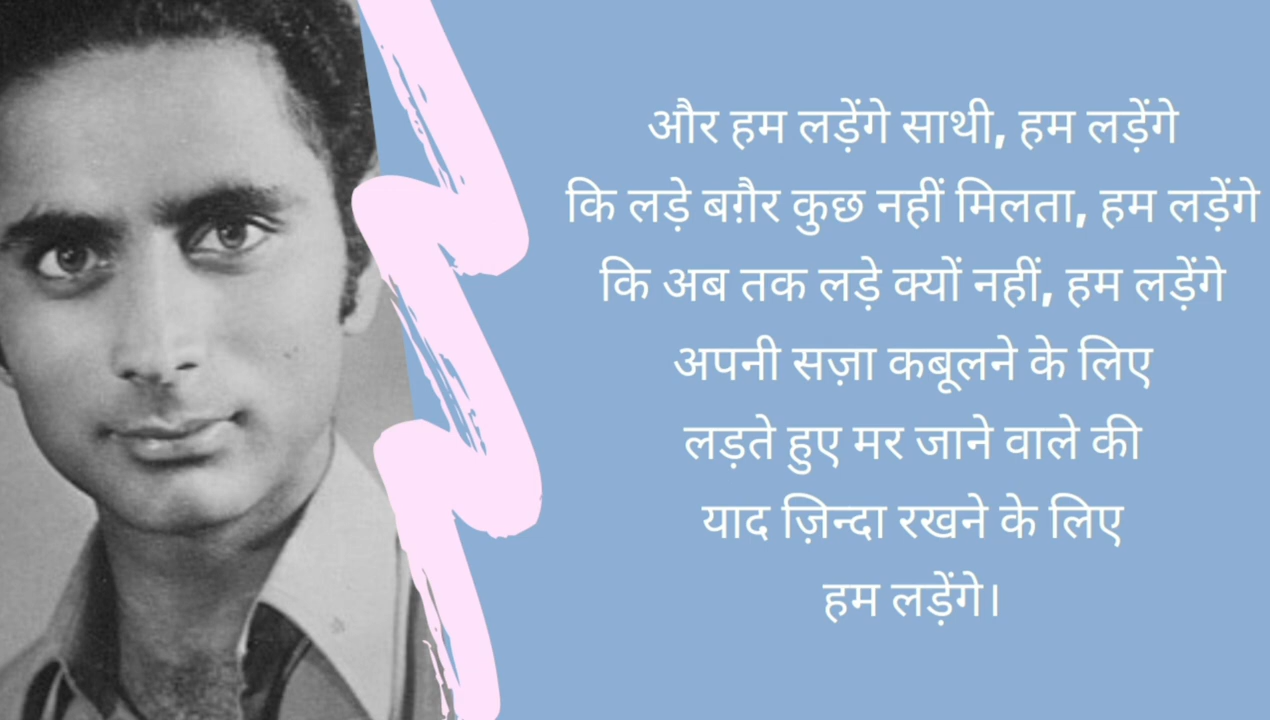 और हम लड़ेंगे साथी, हम लड़ेंगे
कि लड़े बग़ैर कुछ नहीं मिलता, हम लड़ेंगे
कि अब तक लड़े क्यों नहीं, हम लड़ेंगे
अपनी सज़ा कबूलने के लिए
लड़ते हुए मर जाने वाले की
याद ज़िन्दा रखने के लिए
हम लड़ेंगे।